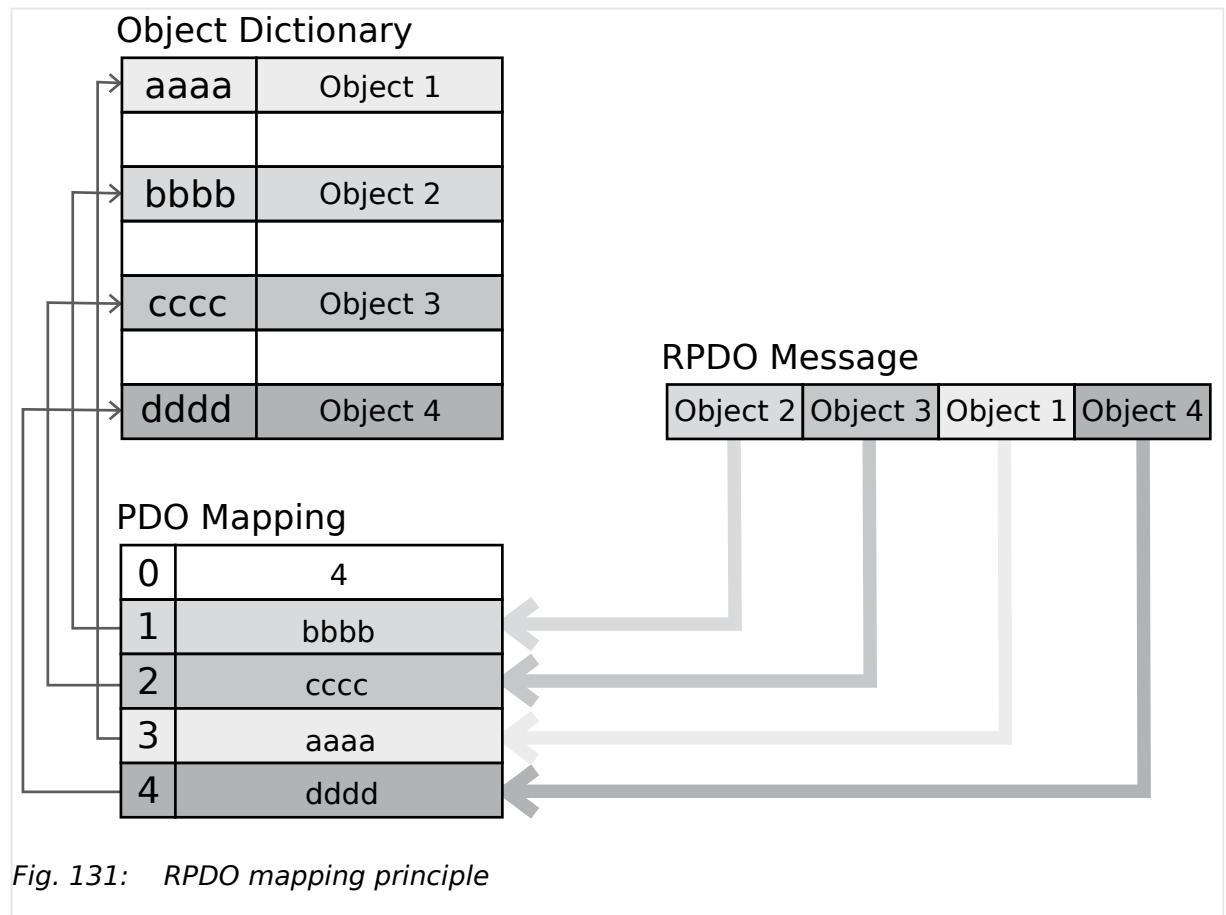 Object Dictionary
aaaa Object 1
bbbb Object 2
cccc Object 3
dddd Object 4
RPDO Message
Object 2 Object 3 Object 1 Object 4
PDO Mapping
0 4
1 bbbb
2 cccc
3 aaaa
4 dddd
Fig. 131: RPDO mapping principle